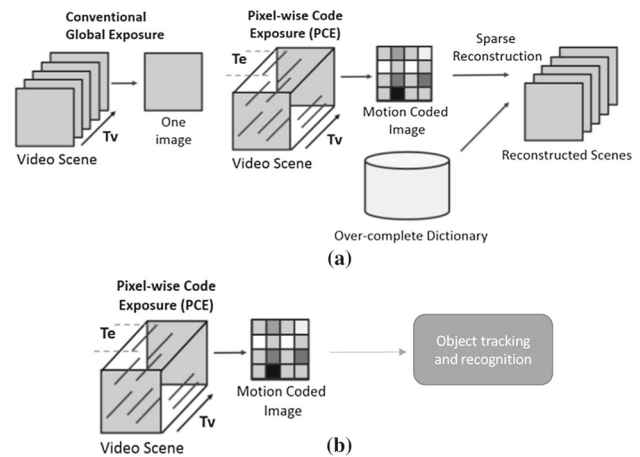 Conventional
Global Exposure
One
image
Tv
Video Scene
Pixel-wise Code
Exposure (PCE)
Te
Tv
Video Scene
Motion Coded
Image
Sparse
Reconstruction
Reconstructed Scenes
Over-complete Dictionary
(a)
Pixel-wise Code
Exposure (PCE)
Te
Tv
Video Scene
Motion Coded
Image
Object tracking
and recognition
(b)